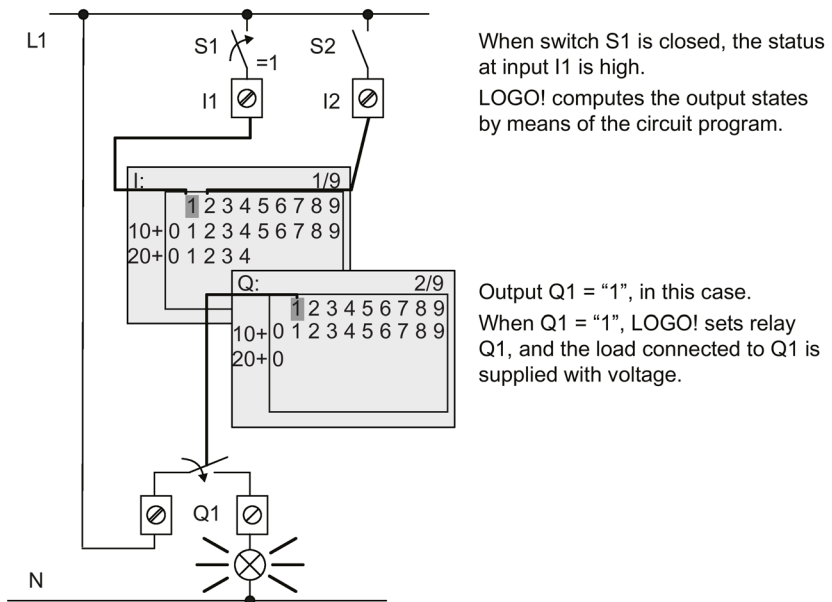 L1
S1
S2
=1
I1
I2
When switch S1 is closed, the status
at input I1 is high.
LOGO! computes the output states
by means of the circuit program.
I: 1/9
1 2 3 4 5 6 7 8 9
10+ 0 1 2 3 4 5 6 7 8 9
20+ 0 1 2 3 4
Q: 2/9
1 2 3 4 5 6 7 8 9
10+ 0 1 2 3 4 5 6 7 8 9
20+ 0
Output Q1 = “1”, in this case.
When Q1 = “1”, LOGO! sets relay
Q1, and the load connected to Q1 is
supplied with voltage.
Q1
N